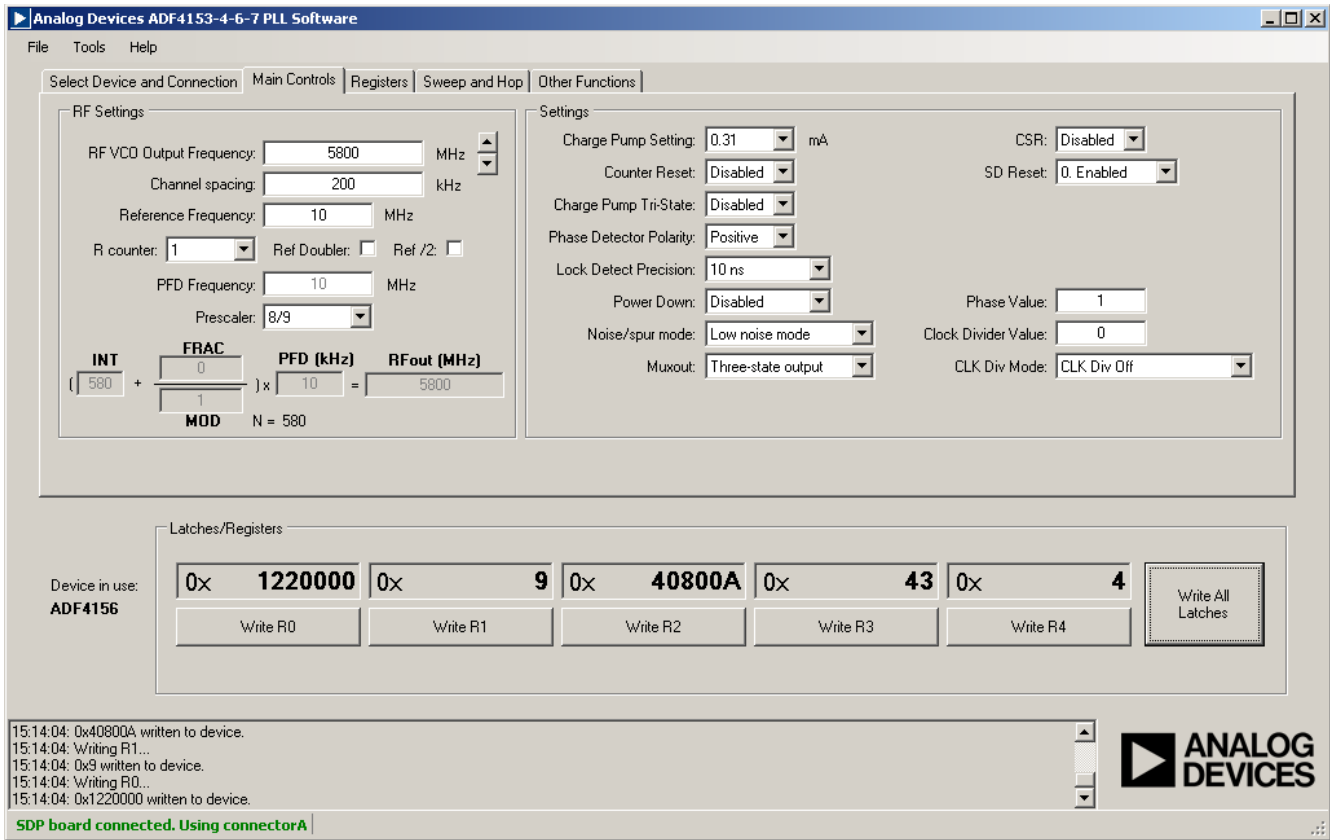 Analog Devices ADF4153-4-6-7 PLL Software
File Tools Help
Select Device and Connection Main Controls Registers Sweep and Hop Other Functions
RF Settings
RF VCO Output Frequency: 5800 MHz
Channel spacing: 200 kHz
Reference Frequency: 10 MHz
R counter: 1 Ref Doubler: Ref /2:
PFD Frequency: 10 MHz
Prescaler: 8/9
INT FRAC PFD (kHz) RFout (MHz)
( 580 + 0 ) x 10 = 5800
1
MOD N = 580
Settings
Charge Pump Setting: 0.31 mA CSR: Disabled
Counter Reset: Disabled SD Reset: 0. Enabled
Charge Pump Tri-State: Disabled
Phase Detector Polarity: Positive
Lock Detect Precision: 10 ns
Power Down: Disabled Phase Value: 1
Noise/spur mode: Low noise mode Clock Divider Value: 0
Muxout: Three-state output CLK Div Mode: CLK Div Off
Latches/Registers
Device in use:
ADF4156
0x 1220000 0x 9 0x 40800A 0x 43 0x 4
Write R0 Write R1 Write R2 Write R3 Write R4
Write All
Latches
15:14:04: 0x40800A written to device.
15:14:04: Writing R1...
15:14:04: 0x9 written to device.
15:14:04: Writing R0...
15:14:04: 0x1220000 written to device.
ANALOG
DEVICES
SDP board connected. Using connectorA